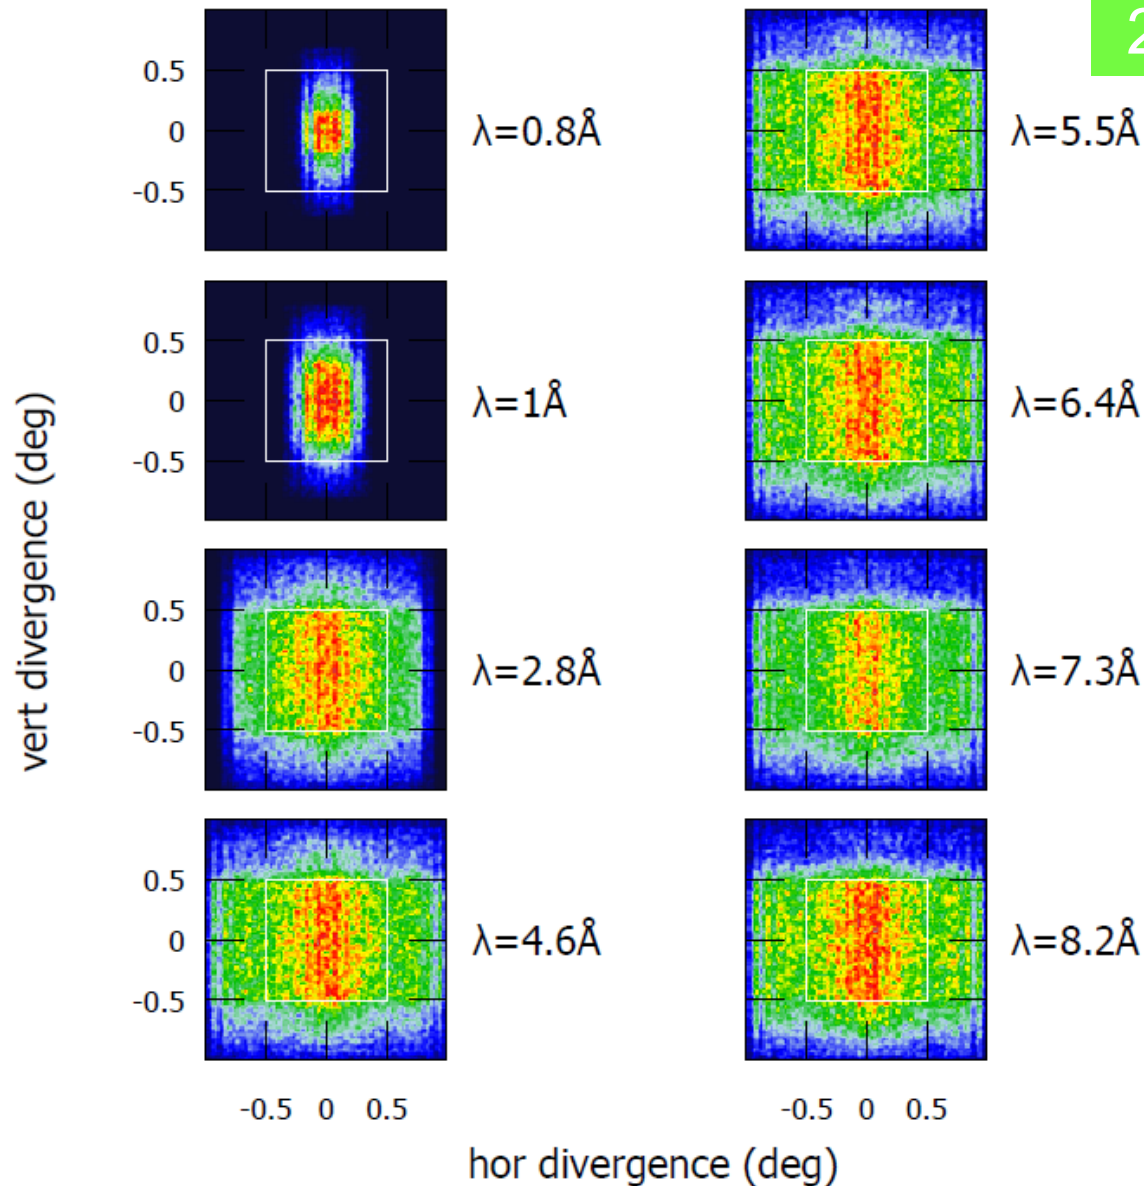 2
0.5
0
-0.5
λ=0.8Å
λ=5.5Å
0.5
0
-0.5
λ=1Å
λ=6.4Å
0.5
0
-0.5
λ=2.8Å
λ=7.3Å
0.5
0
-0.5
λ=4.6Å
λ=8.2Å
-0.5 0 0.5
-0.5 0 0.5
hor divergence (deg)
vert divergence (deg)